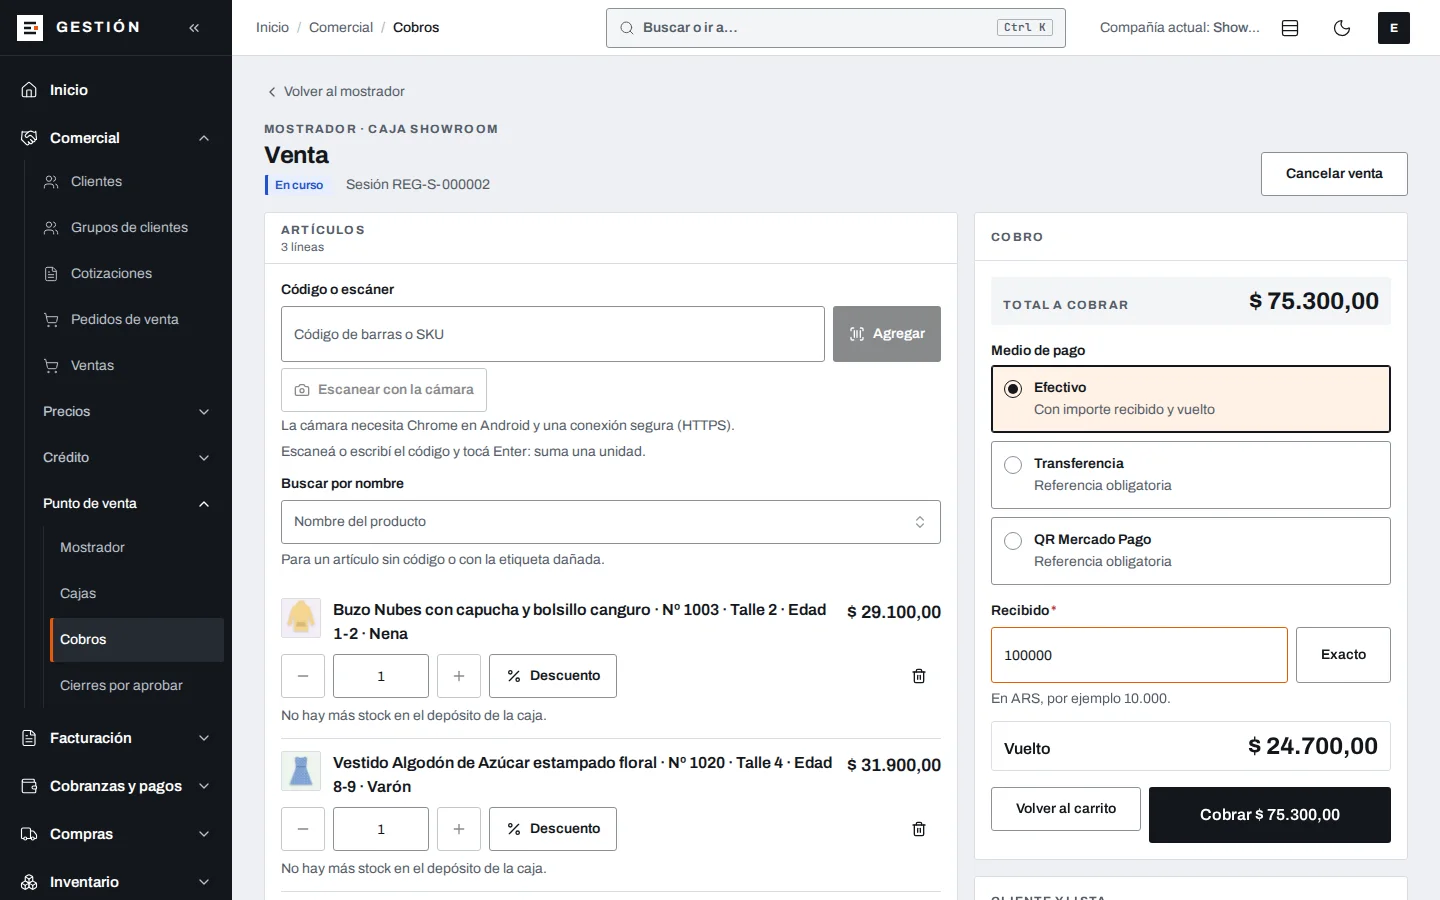 GESTIÓN
Inicio
Comercial
Clientes
Grupos de clientes
Cotizaciones
Pedidos de venta
Ventas
Precios
Crédito
Punto de venta
Mostrador
Cajas
Cobros
Cierres por aprobar
Facturación
Cobranzas y pagos
Compras
Inventario
Inicio / Comercial / Cobros
Buscar o ir a...
Ctrl K
Compañía actual: Show...
E
Volver al mostrador
MOSTRADOR · CAJA SHOWROOM
Venta
En curso
Sesión REG-S-000002
Cancelar venta
ARTÍCULOS
3 líneas
Código o escáner
Código de barras o SKU
Agregar
Escanear con la cámara
La cámara necesita Chrome en Android y una conexión segura (HTTPS).
Escaneá o escribí el código y tocá Enter: suma una unidad.
Buscar por nombre
Nombre del producto
Para un artículo sin código o con la etiqueta dañada.
Buzo Nubes con capucha y bolsillo canguro · Nº 1003 · Talle 2 · Edad
1-2 · Nena
$ 29.100,00
1
Descuento
No hay más stock en el depósito de la caja.
Vestido Algodón de Azúcar estampado floral · Nº 1020 · Talle 4 · Edad
8-9 · Varón
$ 31.900,00
1
Descuento
No hay más stock en el depósito de la caja.
COBRO
TOTAL A COBRAR
$ 75.300,00
Medio de pago
Efectivo
Con importe recibido y vuelto
Transferencia
Referencia obligatoria
QR Mercado Pago
Referencia obligatoria
Recibido*
100000
Exacto
En ARS, por ejemplo 10.000.
Vuelto
$ 24.700,00
Volver al carrito
Cobrar $ 75.300,00
CLIENTE Y LISTA